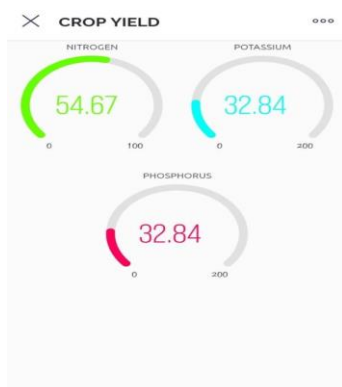 CROP YIELD
NITROGEN POTASSIUM
54.67 32.84
0 100 0 200
PHOSPHORUS
32.84
0 200